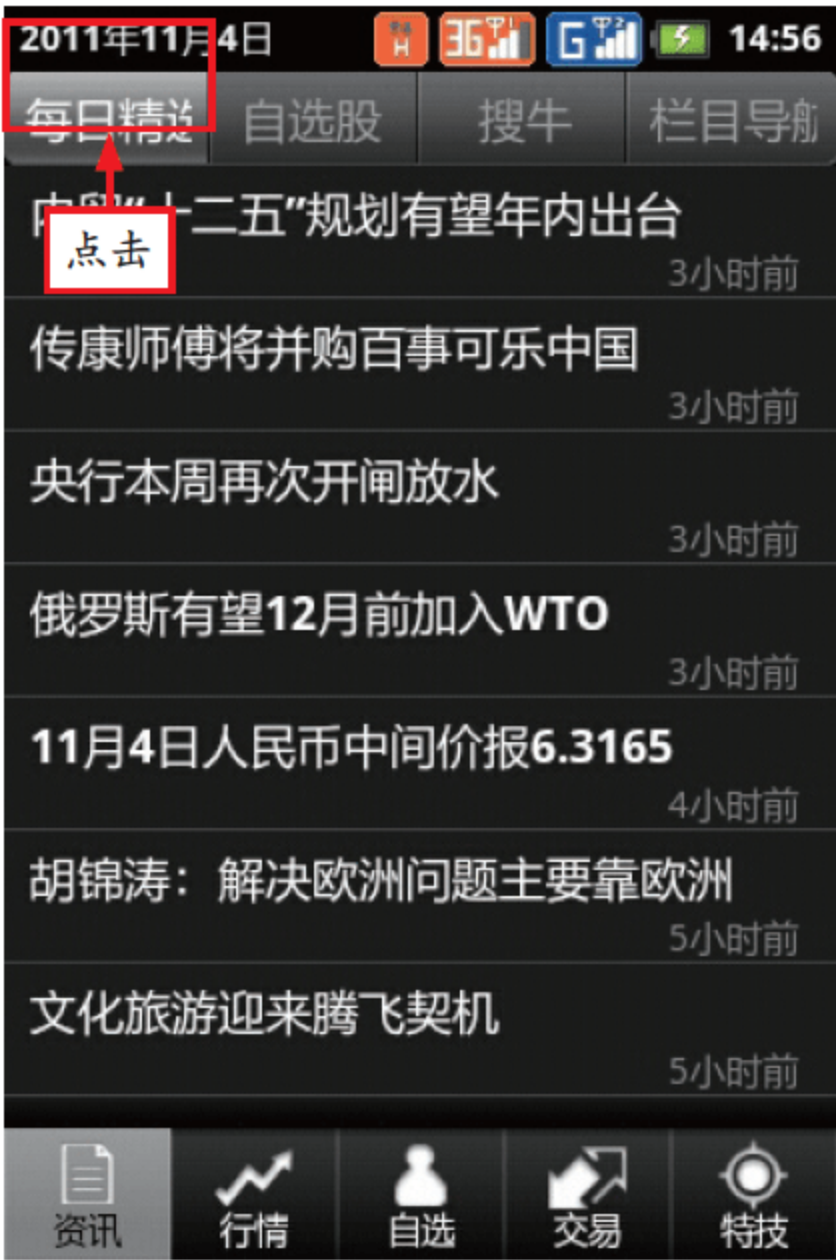 2011年11月4日
3G
G
14:56
每日精选
自选股
搜牛
栏目导航
点击
内贸“十二五”规划有望年内出台
3小时前
传康师傅将并购百事可乐中国
3小时前
央行本周再次开闸放水
3小时前
俄罗斯有望12月前加入WTO
3小时前
11月4日人民币中间价报6.3165
4小时前
胡锦涛：解决欧洲问题主要靠欧洲
5小时前
文化旅游迎来腾飞契机
5小时前
资讯
行情
自选
交易
特技